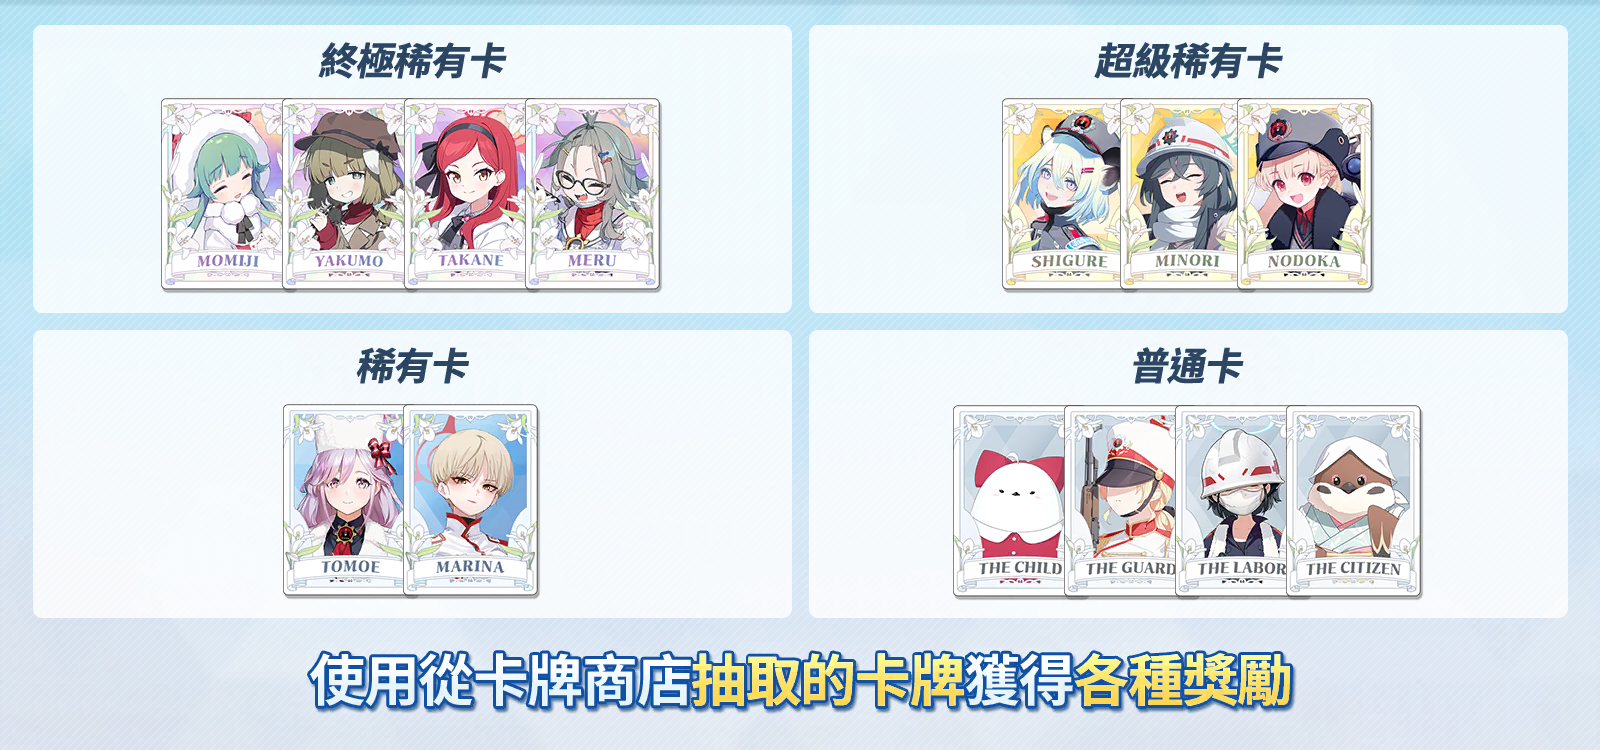 終極稀有卡
MOMIJI
YAKUMO
TAKANE
MERU
超級稀有卡
SHIGURE
MINORI
NODOKA
稀有卡
TOMOE
MARINA
普通卡
THE CHILD
THE GUARD
THE LABOR
THE CITIZEN
使用從卡牌商店抽取的卡牌獲得各種獎勵